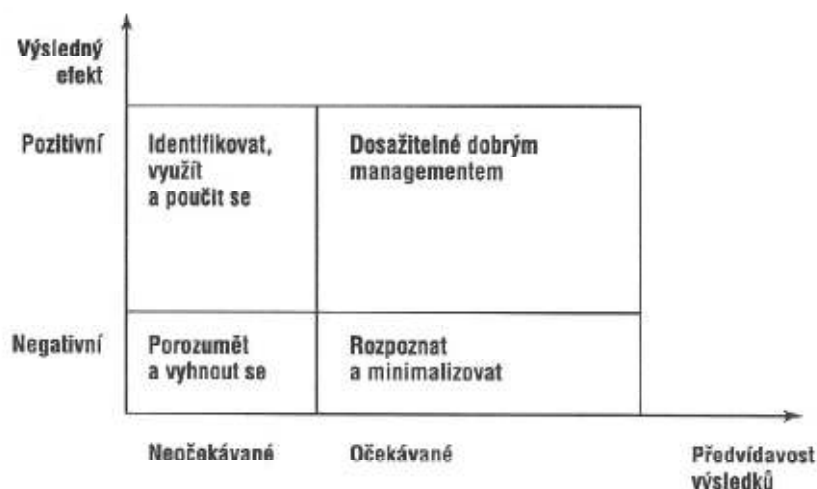 Výsledný
efekt
Pozitivní
Identifikovat,
využít
a poučit se
Dosažitelné dobrým
managementem
Negativní
Porozumět
a vyhnout se
Rozpoznat
a minimalizovat
Neočekávané
Očekávané
Předvídavost
výsledků